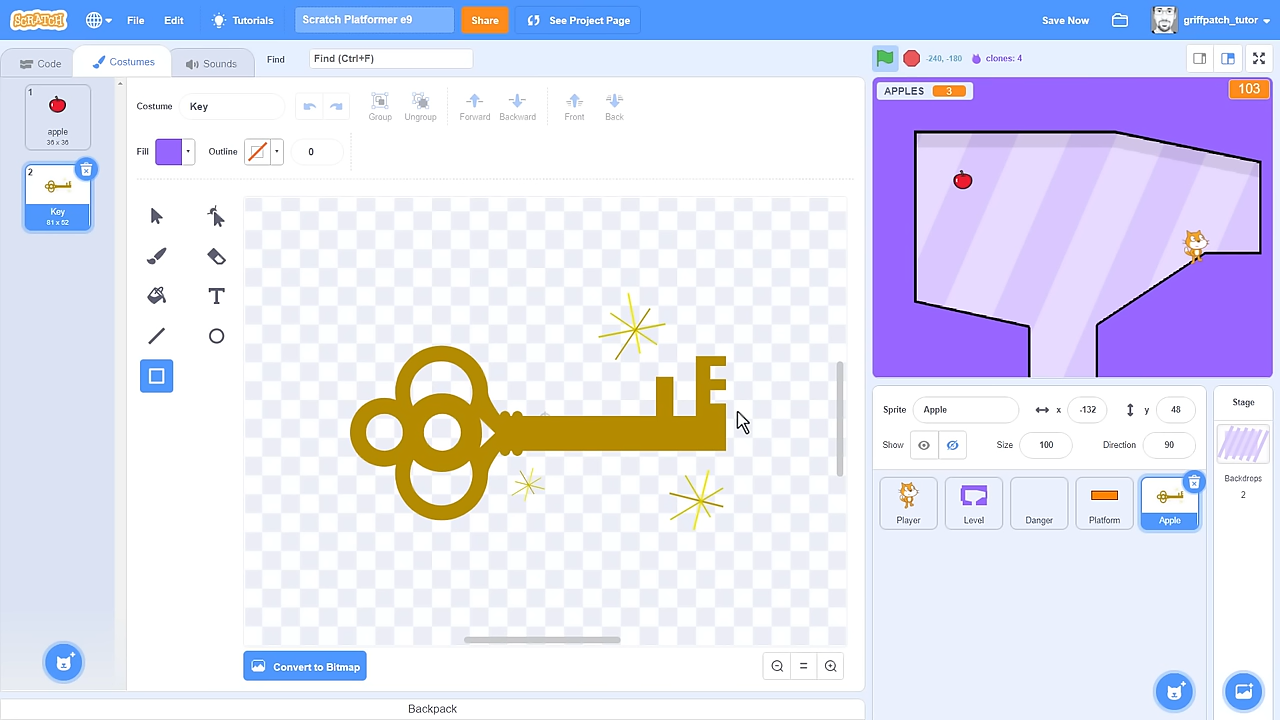 SCRATCH File Edit Tutorials Scratch Platformer e9 Share See Project Page Save Now griffpatch_tutor
Code Costumes Sounds Find Find (Ctrl+F) -240, -180 clones: 4
1
apple
36 x 36
2
Key
81 x 52
Costume Key Group Ungroup Forward Backward Front Back
Fill Outline 0
Convert to Bitmap
APPLES 3 103
Sprite Apple x -132 y 48
Show Size 100 Direction 90
Player Level Danger Platform Apple
Stage
Backdrops
2
Backpack